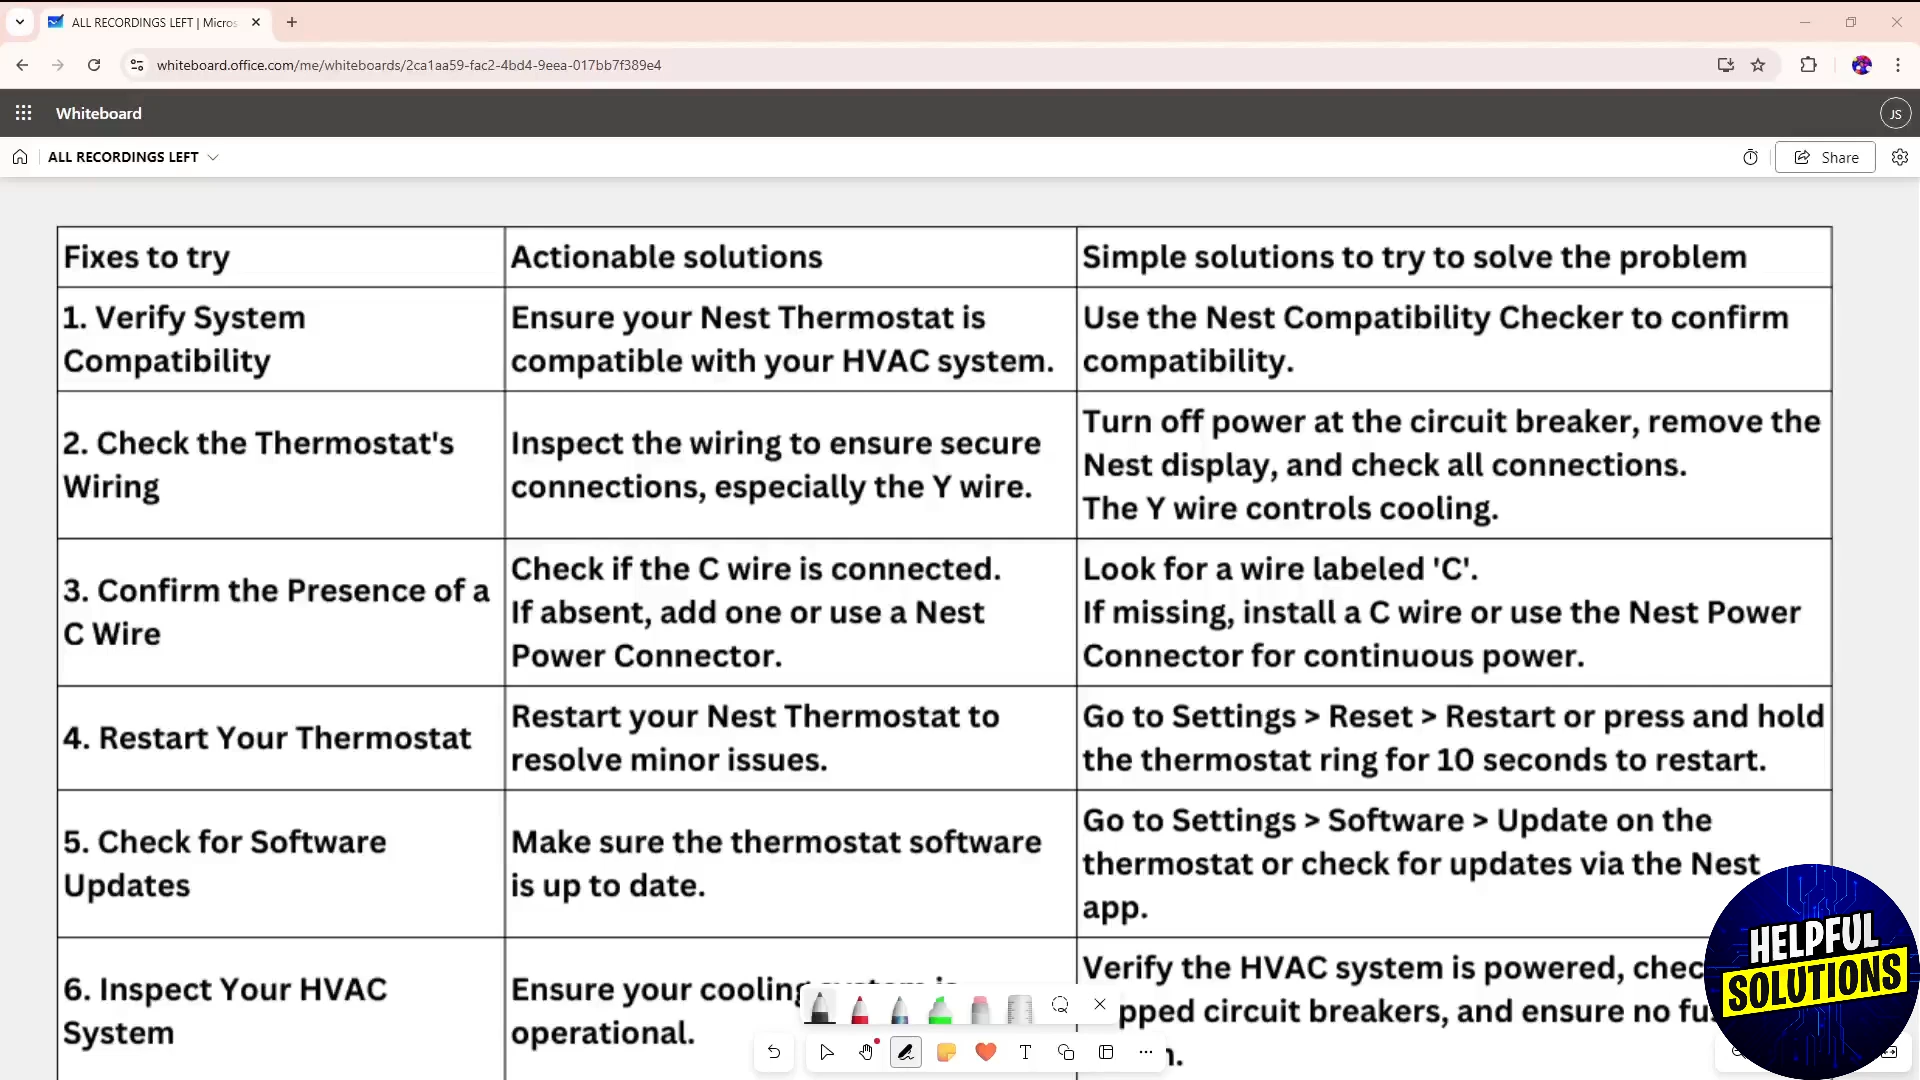 ALL RECORDINGS LEFT | Micros
whiteboard.office.com/me/whiteboards/2ca1aa59-fac2-4bd4-9eea-017bb7f389e4
Whiteboard
JS
ALL RECORDINGS LEFT
Share
Fixes to try
Actionable solutions
Simple solutions to try to solve the problem
1. Verify System
Compatibility
Ensure your Nest Thermostat is
compatible with your HVAC system.
Use the Nest Compatibility Checker to confirm
compatibility.
2. Check the Thermostat's
Wiring
Inspect the wiring to ensure secure
connections, especially the Y wire.
Turn off power at the circuit breaker, remove the
Nest display, and check all connections.
The Y wire controls cooling.
3. Confirm the Presence of a
C Wire
Check if the C wire is connected.
If absent, add one or use a Nest
Power Connector.
Look for a wire labeled 'C'.
If missing, install a C wire or use the Nest Power
Connector for continuous power.
4. Restart Your Thermostat
Restart your Nest Thermostat to
resolve minor issues.
Go to Settings > Reset > Restart or press and hold
the thermostat ring for 10 seconds to restart.
5. Check for Software
Updates
Make sure the thermostat software
is up to date.
Go to Settings > Software > Update on the
thermostat or check for updates via the Nest
app.
6. Inspect Your HVAC
System
Ensure your cooling system is
operational.
Verify the HVAC system is powered, chec
pped circuit breakers, and ensure no fu
HELPFUL
SOLUTIONS